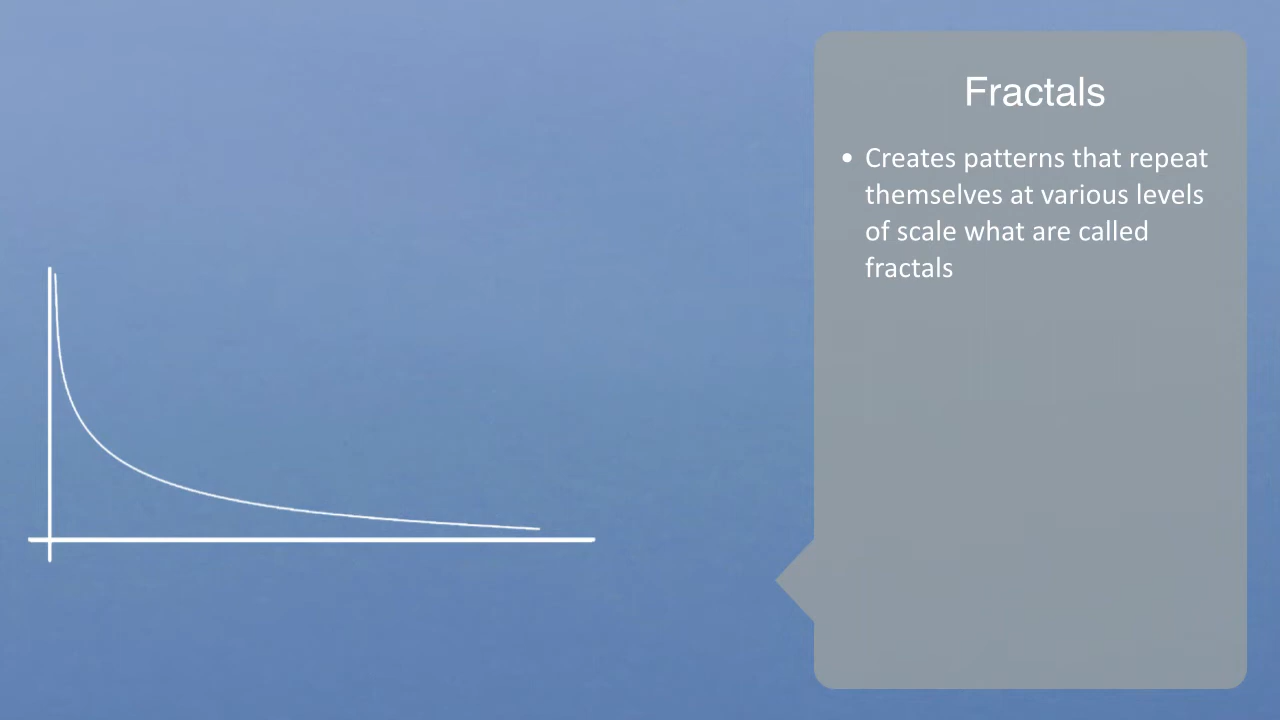 Fractals
• Creates patterns that repeat
themselves at various levels
of scale what are called
fractals